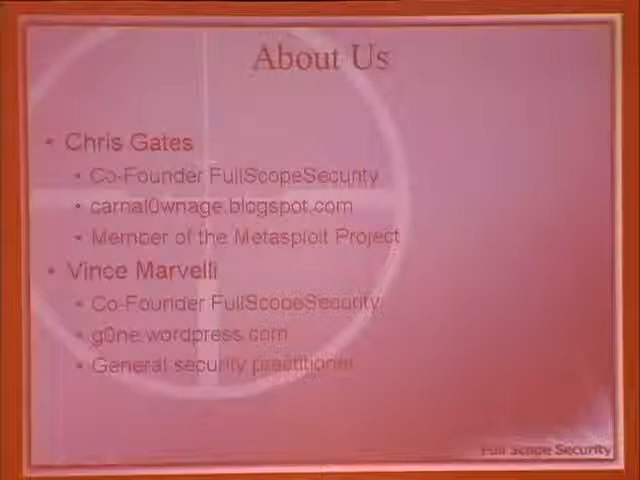 About Us
• Chris Gates
• Co-Founder FullScopeSecurity
• carnal0wnage.blogspot.com
• Member of the Metasploit Project
• Vince Marvelli
• Co-Founder FullScopeSecurity
• g0ne.wordpress.com
• General security practitioner
Full Scope Security